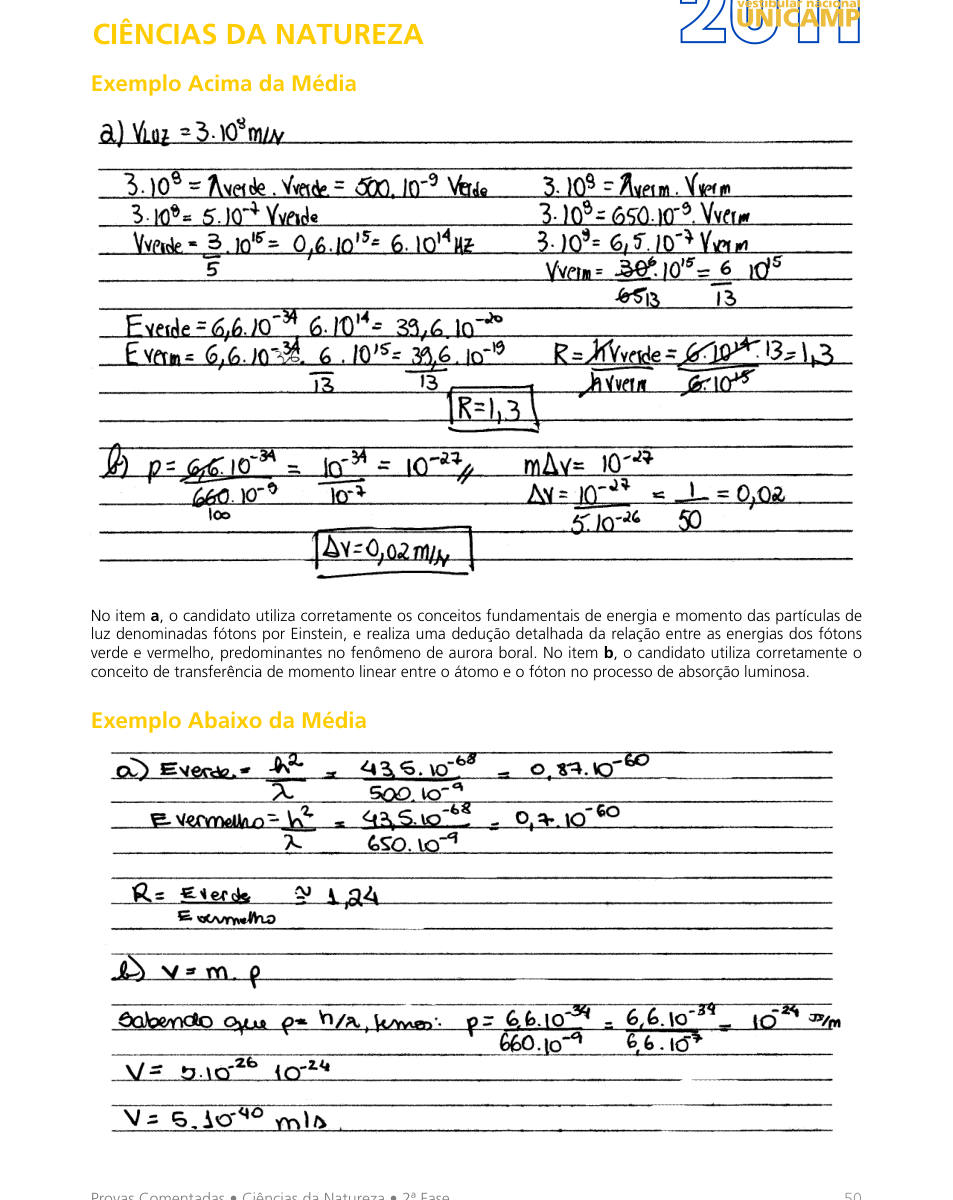 CIÊNCIAS DA NATUREZA
2011
vestibular nacional
UNICAMP
Exemplo Acima da Média
a) VLUZ = 3.10⁸ m/s
3.10⁸ = λverde . Vverde = 500.10⁻⁹ Verde
3.10⁸ = λverm . Vverm
3.10⁸ = 5.10⁻⁷ Vverde
3.10⁸ = 650.10⁻⁹. Vverm
Vverde = 3/5 .10¹⁵ = 0,6.10¹⁵ = 6.10¹⁴ HZ
3.10⁸ = 6,5.10⁻⁷ Vverm
Vverm = 30⁶/65 13 .10¹⁵ = 6/13 10¹⁵
Everde = 6,6.10⁻³⁴ 6.10¹⁴ = 39,6.10⁻²⁰
Everm = 6,6.10⁻³⁴. 6/13 .10¹⁵ = 39,6/13 .10⁻¹⁹
R = hVverde/hVverm = 6.10¹⁴.13/6.10¹⁵ = 1,3
R=1,3
b) p = 6,6.10⁻³⁴/660.10⁻⁹ 100 = 10⁻³⁴/10⁻⁷ = 10⁻²⁷//
mΔv = 10⁻²⁷
Δv = 10⁻²⁷/5.10⁻²⁶ = 1/50 = 0,02
Δv = 0,02 m/s
No item a, o candidato utiliza corretamente os conceitos fundamentais de energia e momento das partículas de
luz denominadas fótons por Einstein, e realiza uma dedução detalhada da relação entre as energias dos fótons
verde e vermelho, predominantes no fenômeno de aurora boral. No item b, o candidato utiliza corretamente o
conceito de transferência de momento linear entre o átomo e o fóton no processo de absorção luminosa.
Exemplo Abaixo da Média
a) Everde = h²/λ = 43,5.10⁻⁶⁸/500.10⁻⁹ = 0,87.10⁻⁶⁰
Evermelho = h²/λ = 43,5.10⁻⁶⁸/650.10⁻⁹ = 0,7.10⁻⁶⁰
R = Everde/Evermelho ≅ 1,24
b) v = m. p
Sabendo que p = h/λ, temos: p = 6,6.10⁻³⁴/660.10⁻⁹ = 6,6.10⁻³⁴/6,6.10⁻⁷ = 10⁻²⁴ J/m
V = 5.10⁻²⁶ 10⁻²⁴
V = 5.10⁻⁴⁰ m/s
Provas Comentadas • Ciências da Natureza • 2ª Fase
50